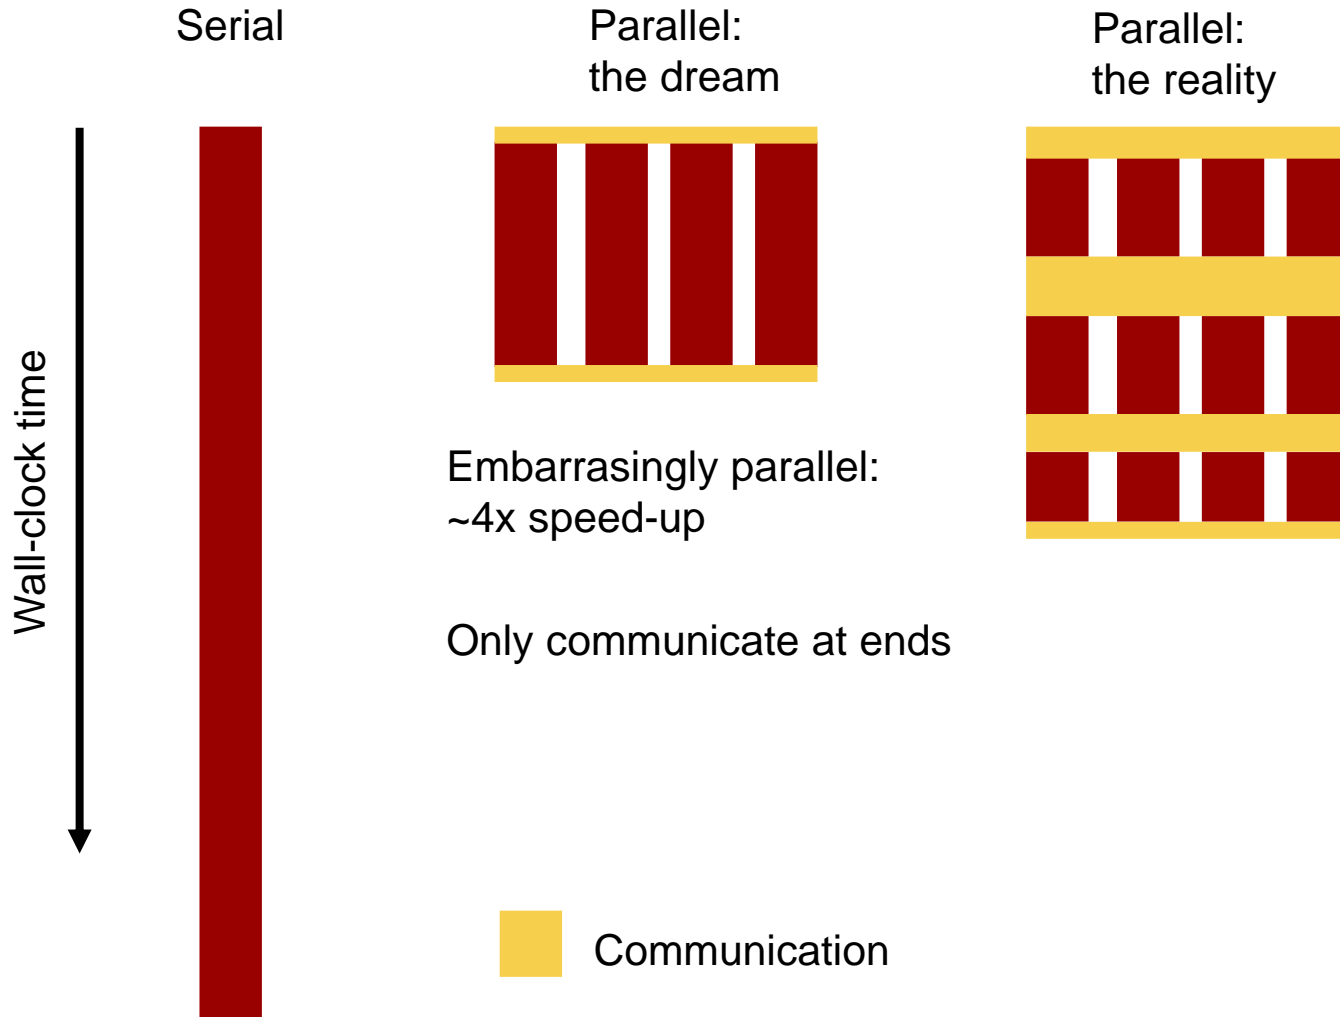 Serial
Parallel:
the dream
Parallel:
the reality
Wall-clock time
Embarrasingly parallel:
~4x speed-up
Only communicate at ends
Communication